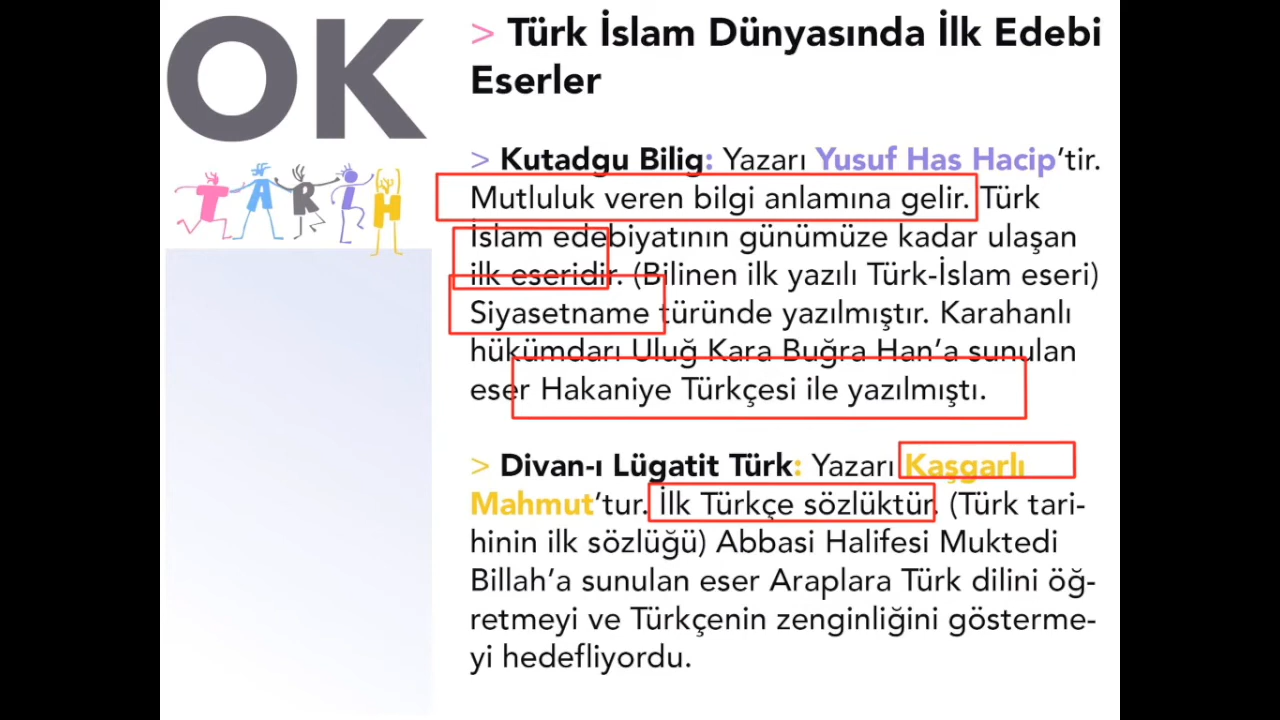 OK
TARİH
> Türk İslam Dünyasında İlk Edebi
Eserler
> Kutadgu Bilig: Yazarı Yusuf Has Hacip’tir.
Mutluluk veren bilgi anlamına gelir. Türk
İslam edebiyatının günümüze kadar ulaşan
ilk eseridir. (Bilinen ilk yazılı Türk-İslam eseri)
Siyasetname türünde yazılmıştır. Karahanlı
hükümdarı Uluğ Kara Buğra Han’a sunulan
eser Hakaniye Türkçesi ile yazılmıştı.
> Divan-ı Lügatit Türk: Yazarı Kaşgarlı
Mahmut’tur. İlk Türkçe sözlüktür. (Türk tari-
hinin ilk sözlüğü) Abbasi Halifesi Muktedi
Billah’a sunulan eser Araplara Türk dilini öğ-
retmeyi ve Türkçenin zenginliğini gösterme-
yi hedefliyordu.